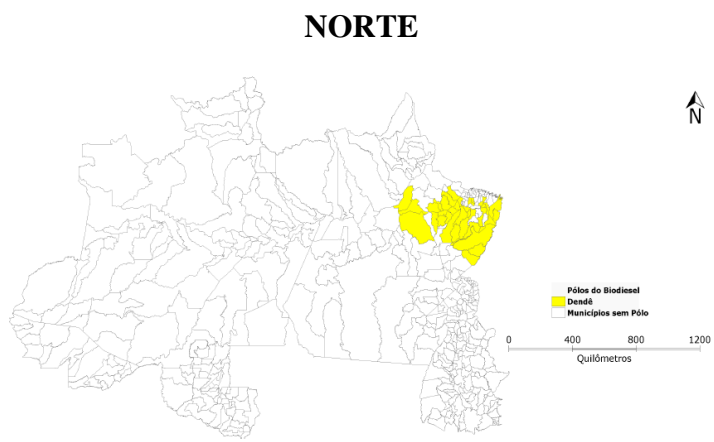 NORTE
N
Pólos do Biodiesel
Dendê
Municípios sem Pólo
0 400 800 1200
Quilômetros